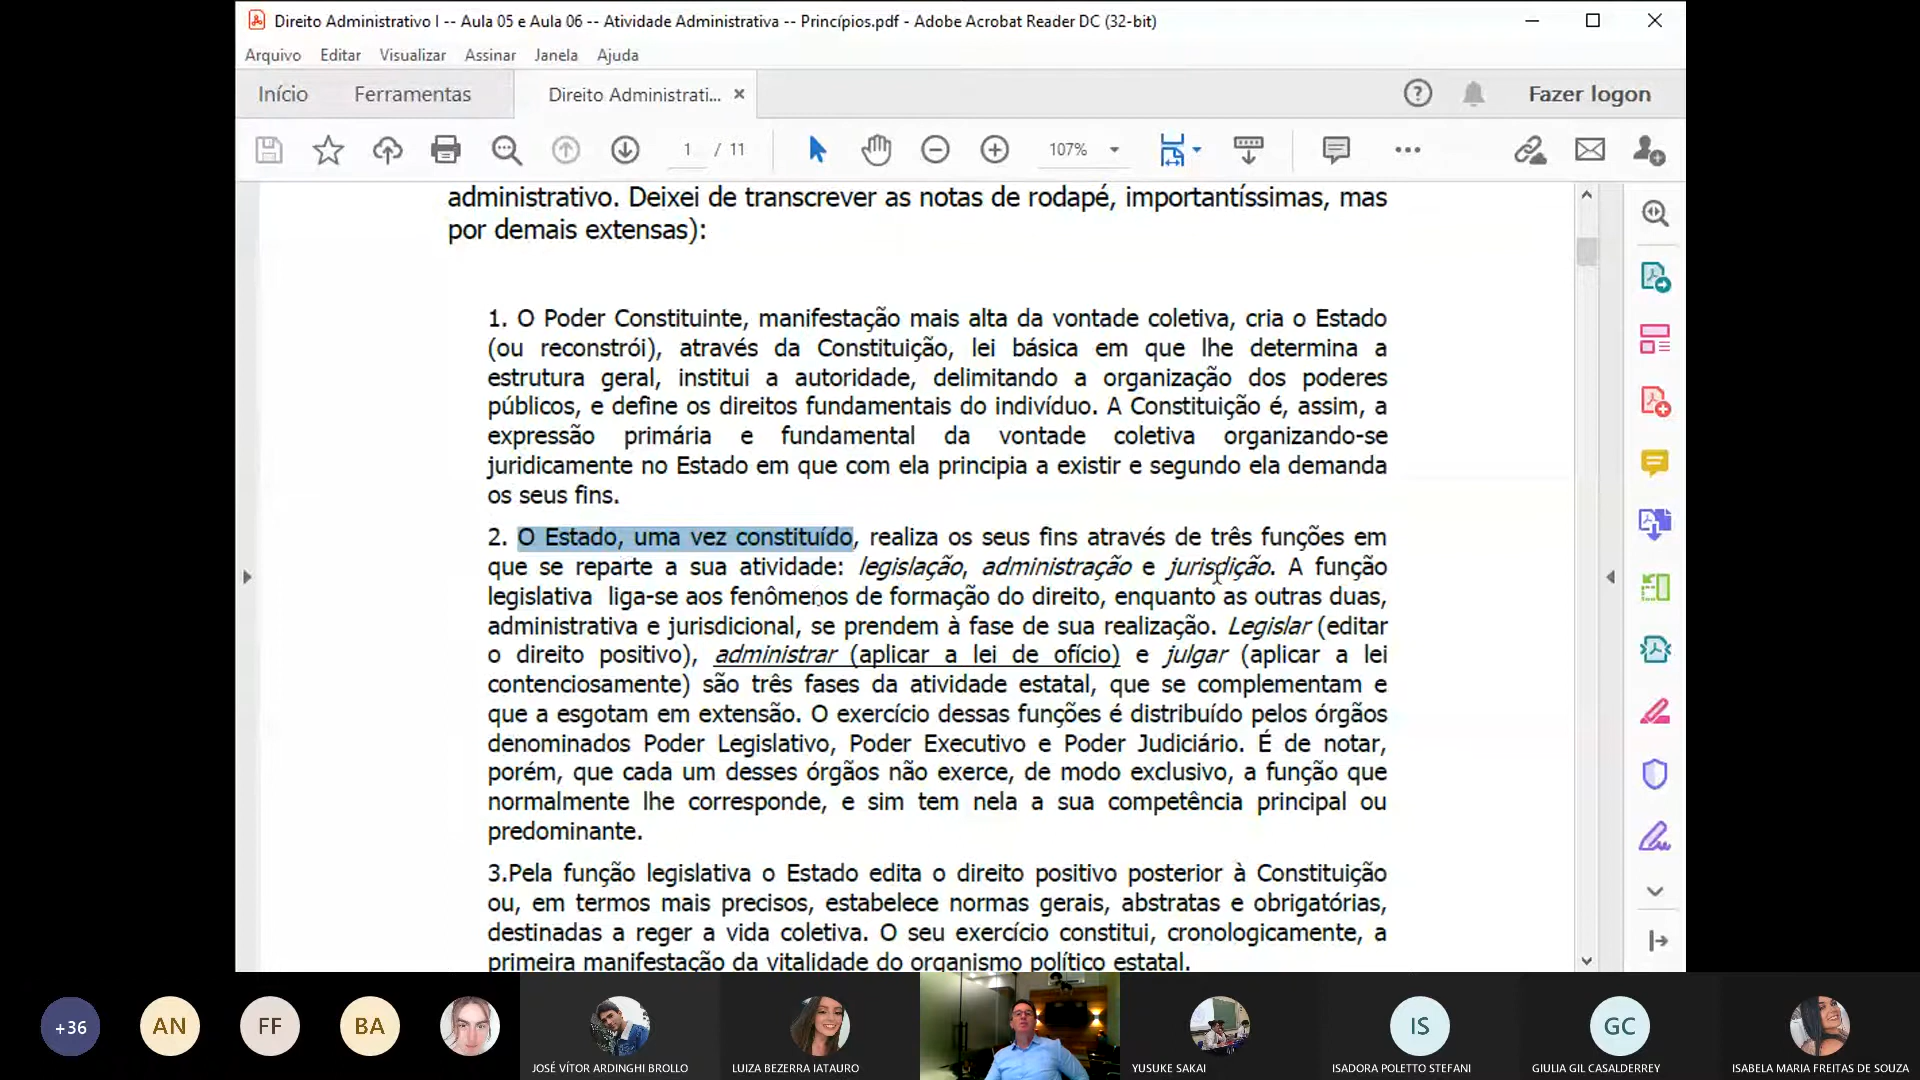 Direito Administrativo I -- Aula 05 e Aula 06 -- Atividade Administrativa -- Princípios.pdf - Adobe Acrobat Reader DC (32-bit)
Arquivo Editar Visualizar Assinar Janela Ajuda
Início Ferramentas Direito Administrati... Fazer logon
1 / 11 107%
administrativo. Deixei de transcrever as notas de rodapé, importantíssimas, mas
por demais extensas):
1. O Poder Constituinte, manifestação mais alta da vontade coletiva, cria o Estado
(ou reconstrói), através da Constituição, lei básica em que lhe determina a
estrutura geral, institui a autoridade, delimitando a organização dos poderes
públicos, e define os direitos fundamentais do indivíduo. A Constituição é, assim, a
expressão primária e fundamental da vontade coletiva organizando-se
juridicamente no Estado em que com ela principia a existir e segundo ela demanda
os seus fins.
2. O Estado, uma vez constituído, realiza os seus fins através de três funções em
que se reparte a sua atividade: legislação, administração e jurisdição. A função
legislativa liga-se aos fenômenos de formação do direito, enquanto as outras duas,
administrativa e jurisdicional, se prendem à fase de sua realização. Legislar (editar
o direito positivo), administrar (aplicar a lei de ofício) e julgar (aplicar a lei
contenciosamente) são três fases da atividade estatal, que se complementam e
que a esgotam em extensão. O exercício dessas funções é distribuído pelos órgãos
denominados Poder Legislativo, Poder Executivo e Poder Judiciário. É de notar,
porém, que cada um desses órgãos não exerce, de modo exclusivo, a função que
normalmente lhe corresponde, e sim tem nela a sua competência principal ou
predominante.
3.Pela função legislativa o Estado edita o direito positivo posterior à Constituição
ou, em termos mais precisos, estabelece normas gerais, abstratas e obrigatórias,
destinadas a reger a vida coletiva. O seu exercício constitui, cronologicamente, a
primeira manifestação da vitalidade do organismo político estatal.
+36 AN FF BA IS GC
JOSÉ VÍTOR ARDINGHI BROLLO LUIZA BEZERRA IATAURO YUSUKE SAKAI ISADORA POLETTO STEFANI GIULIA GIL CASALDERREY ISABELA MARIA FREITAS DE SOUZA